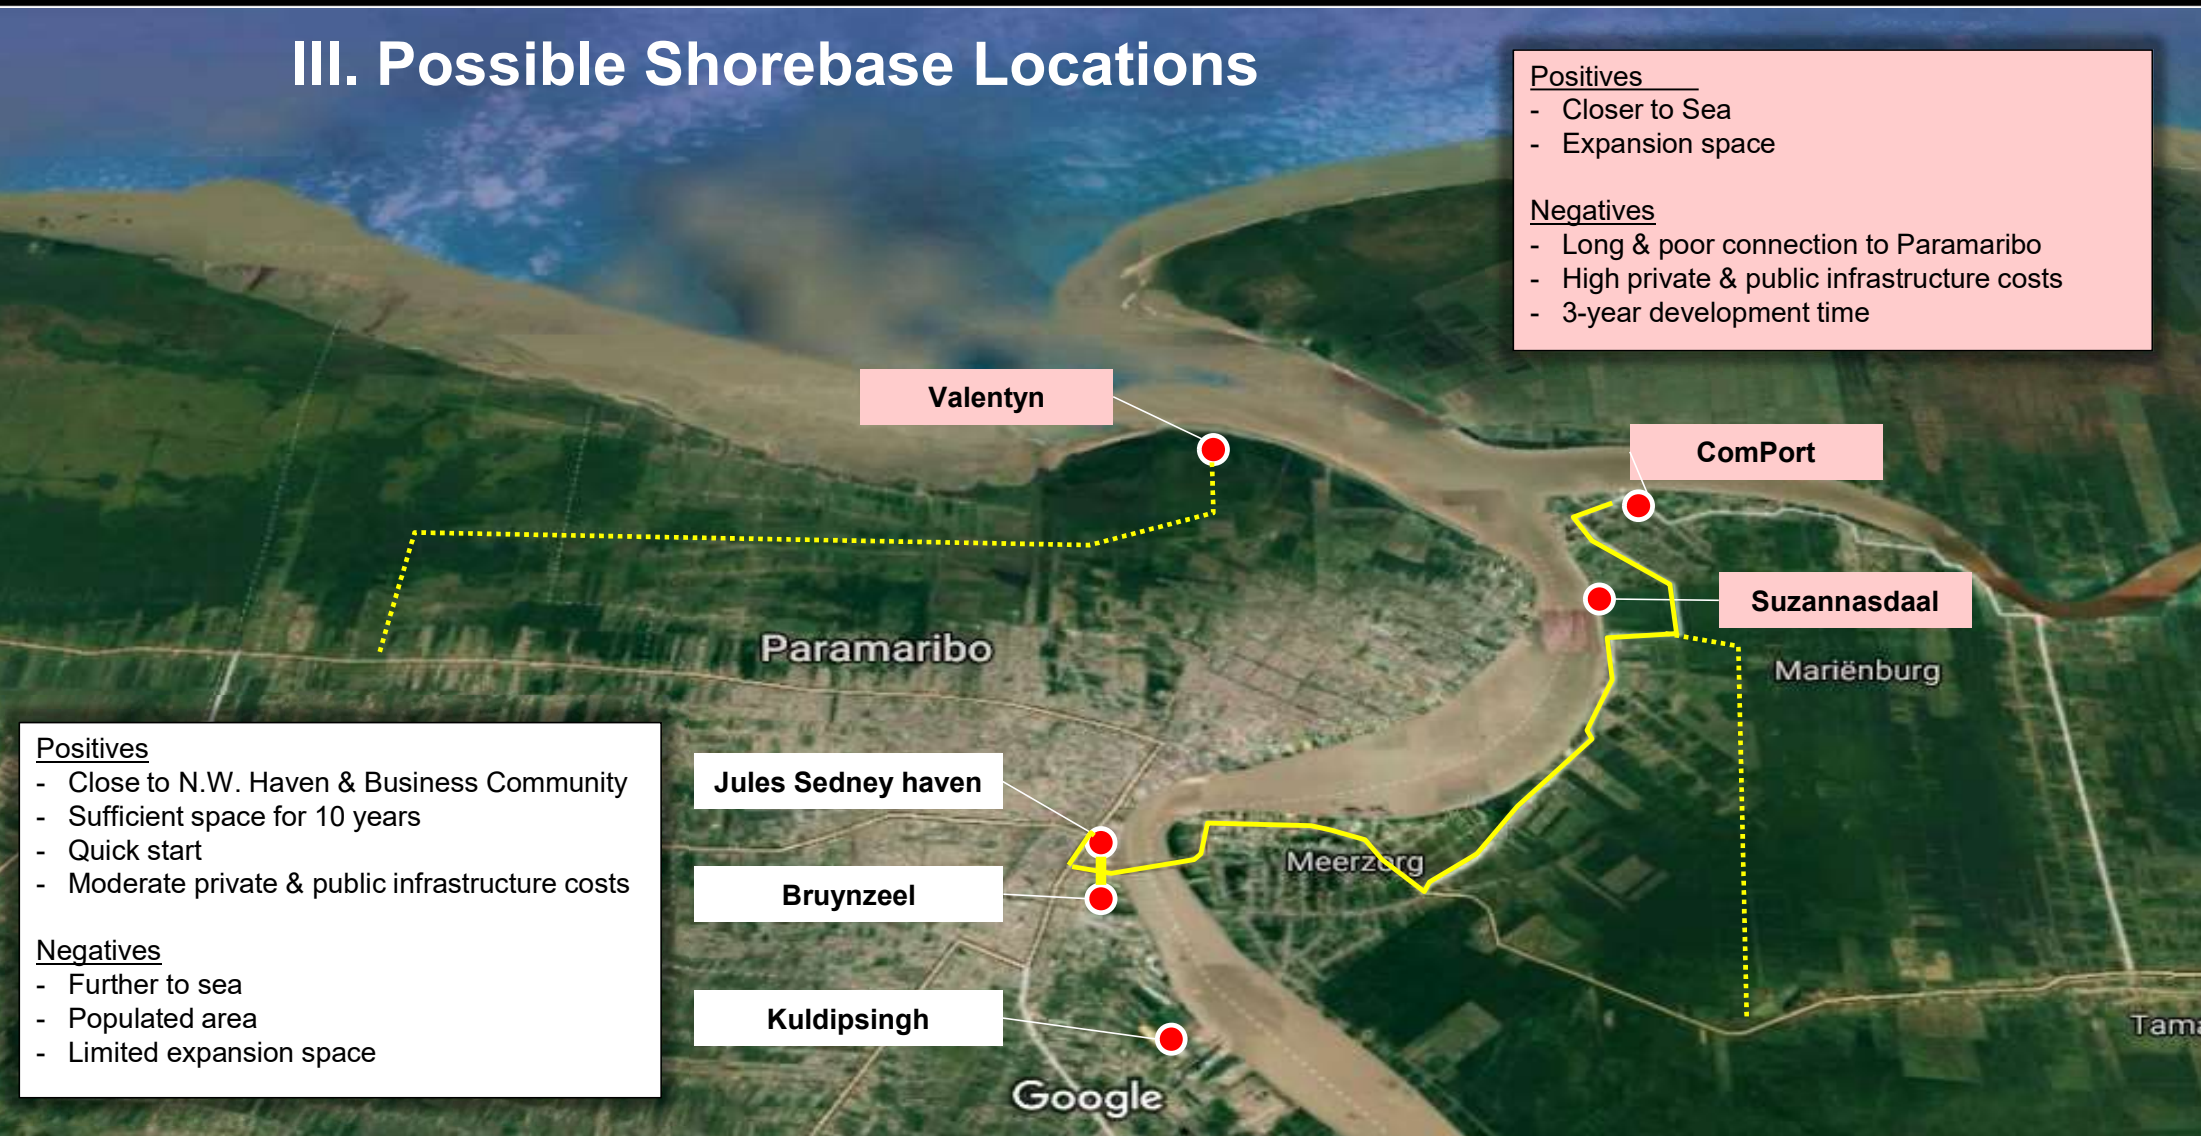 III. Possible Shorebase Locations
Positives
- Closer to Sea
- Expansion space
Negatives
- Long & poor connection to Paramaribo
- High private & public infrastructure costs
- 3-year development time
Valentyn
ComPort
Suzannasdaal
Paramaribo
Mariënburg
Positives
- Close to N.W. Haven & Business Community
- Sufficient space for 10 years
- Quick start
- Moderate private & public infrastructure costs
Negatives
- Further to sea
- Populated area
- Limited expansion space
Jules Sedney haven
Meerzorg
Bruynzeel
Kuldipsingh
Tama
Google